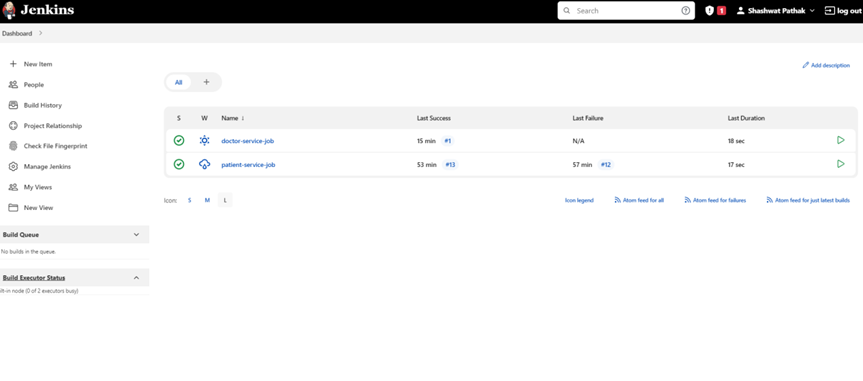 Jenkins
Search
1
Shashwat Pathak
log out
Dashboard
New Item
People
Build History
Project Relationship
Check File Fingerprint
Manage Jenkins
My Views
New View
Build Queue
No builds in the queue.
Build Executor Status
ilt-in node (0 of 2 executors busy)
Add description
All +
S W Name ↓ Last Success Last Failure Last Duration
doctor-service-job 15 min #1 N/A 18 sec
patient-service-job 53 min #13 57 min #12 17 sec
Icon: S M L
Icon legend Atom feed for all Atom feed for failures Atom feed for just latest builds